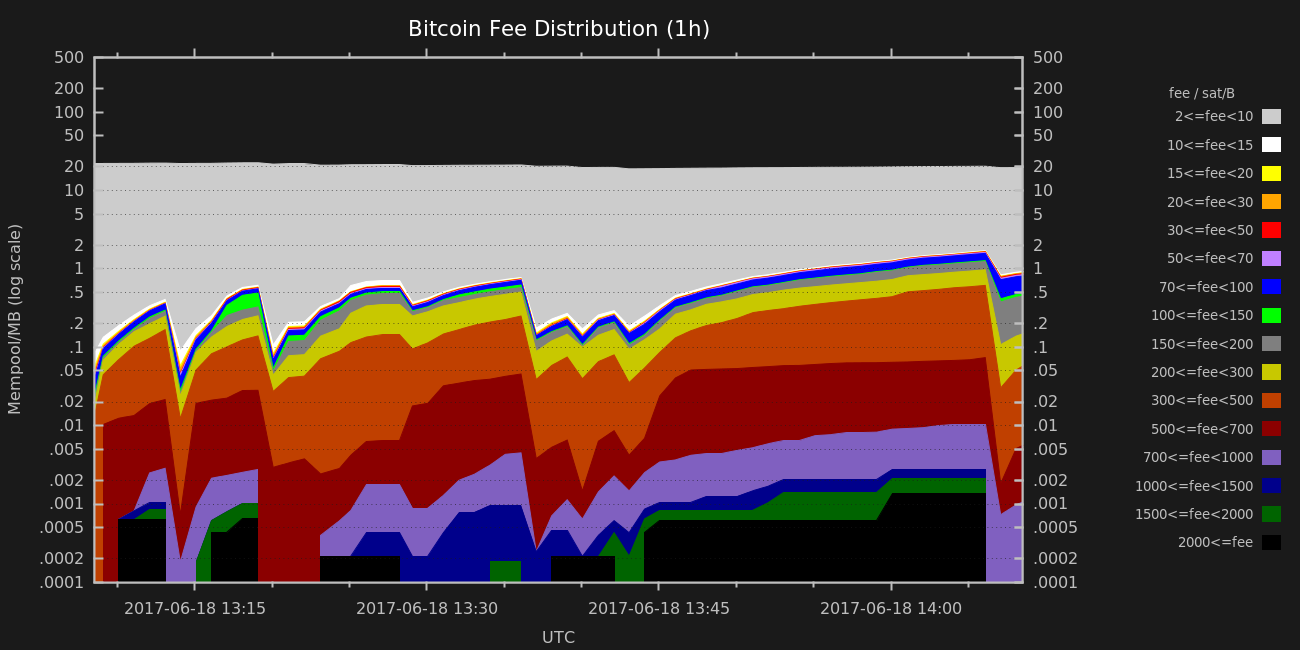 Bitcoin Fee Distribution (1h)
500 500
200 200
100 100
50 50
20 20
10 10
5 5
2 2
1 1
.5 .5
.2 .2
.1 .1
.05 .05
.02 .02
.01 .01
.005 .005
.002 .002
.001 .001
.0005 .0005
.0002 .0002
.0001 .0001
Mempool/MB (log scale)
2017-06-18 13:15 2017-06-18 13:30 2017-06-18 13:45 2017-06-18 14:00
UTC
fee / sat/B
2<=fee<10
10<=fee<15
15<=fee<20
20<=fee<30
30<=fee<50
50<=fee<70
70<=fee<100
100<=fee<150
150<=fee<200
200<=fee<300
300<=fee<500
500<=fee<700
700<=fee<1000
1000<=fee<1500
1500<=fee<2000
2000<=fee